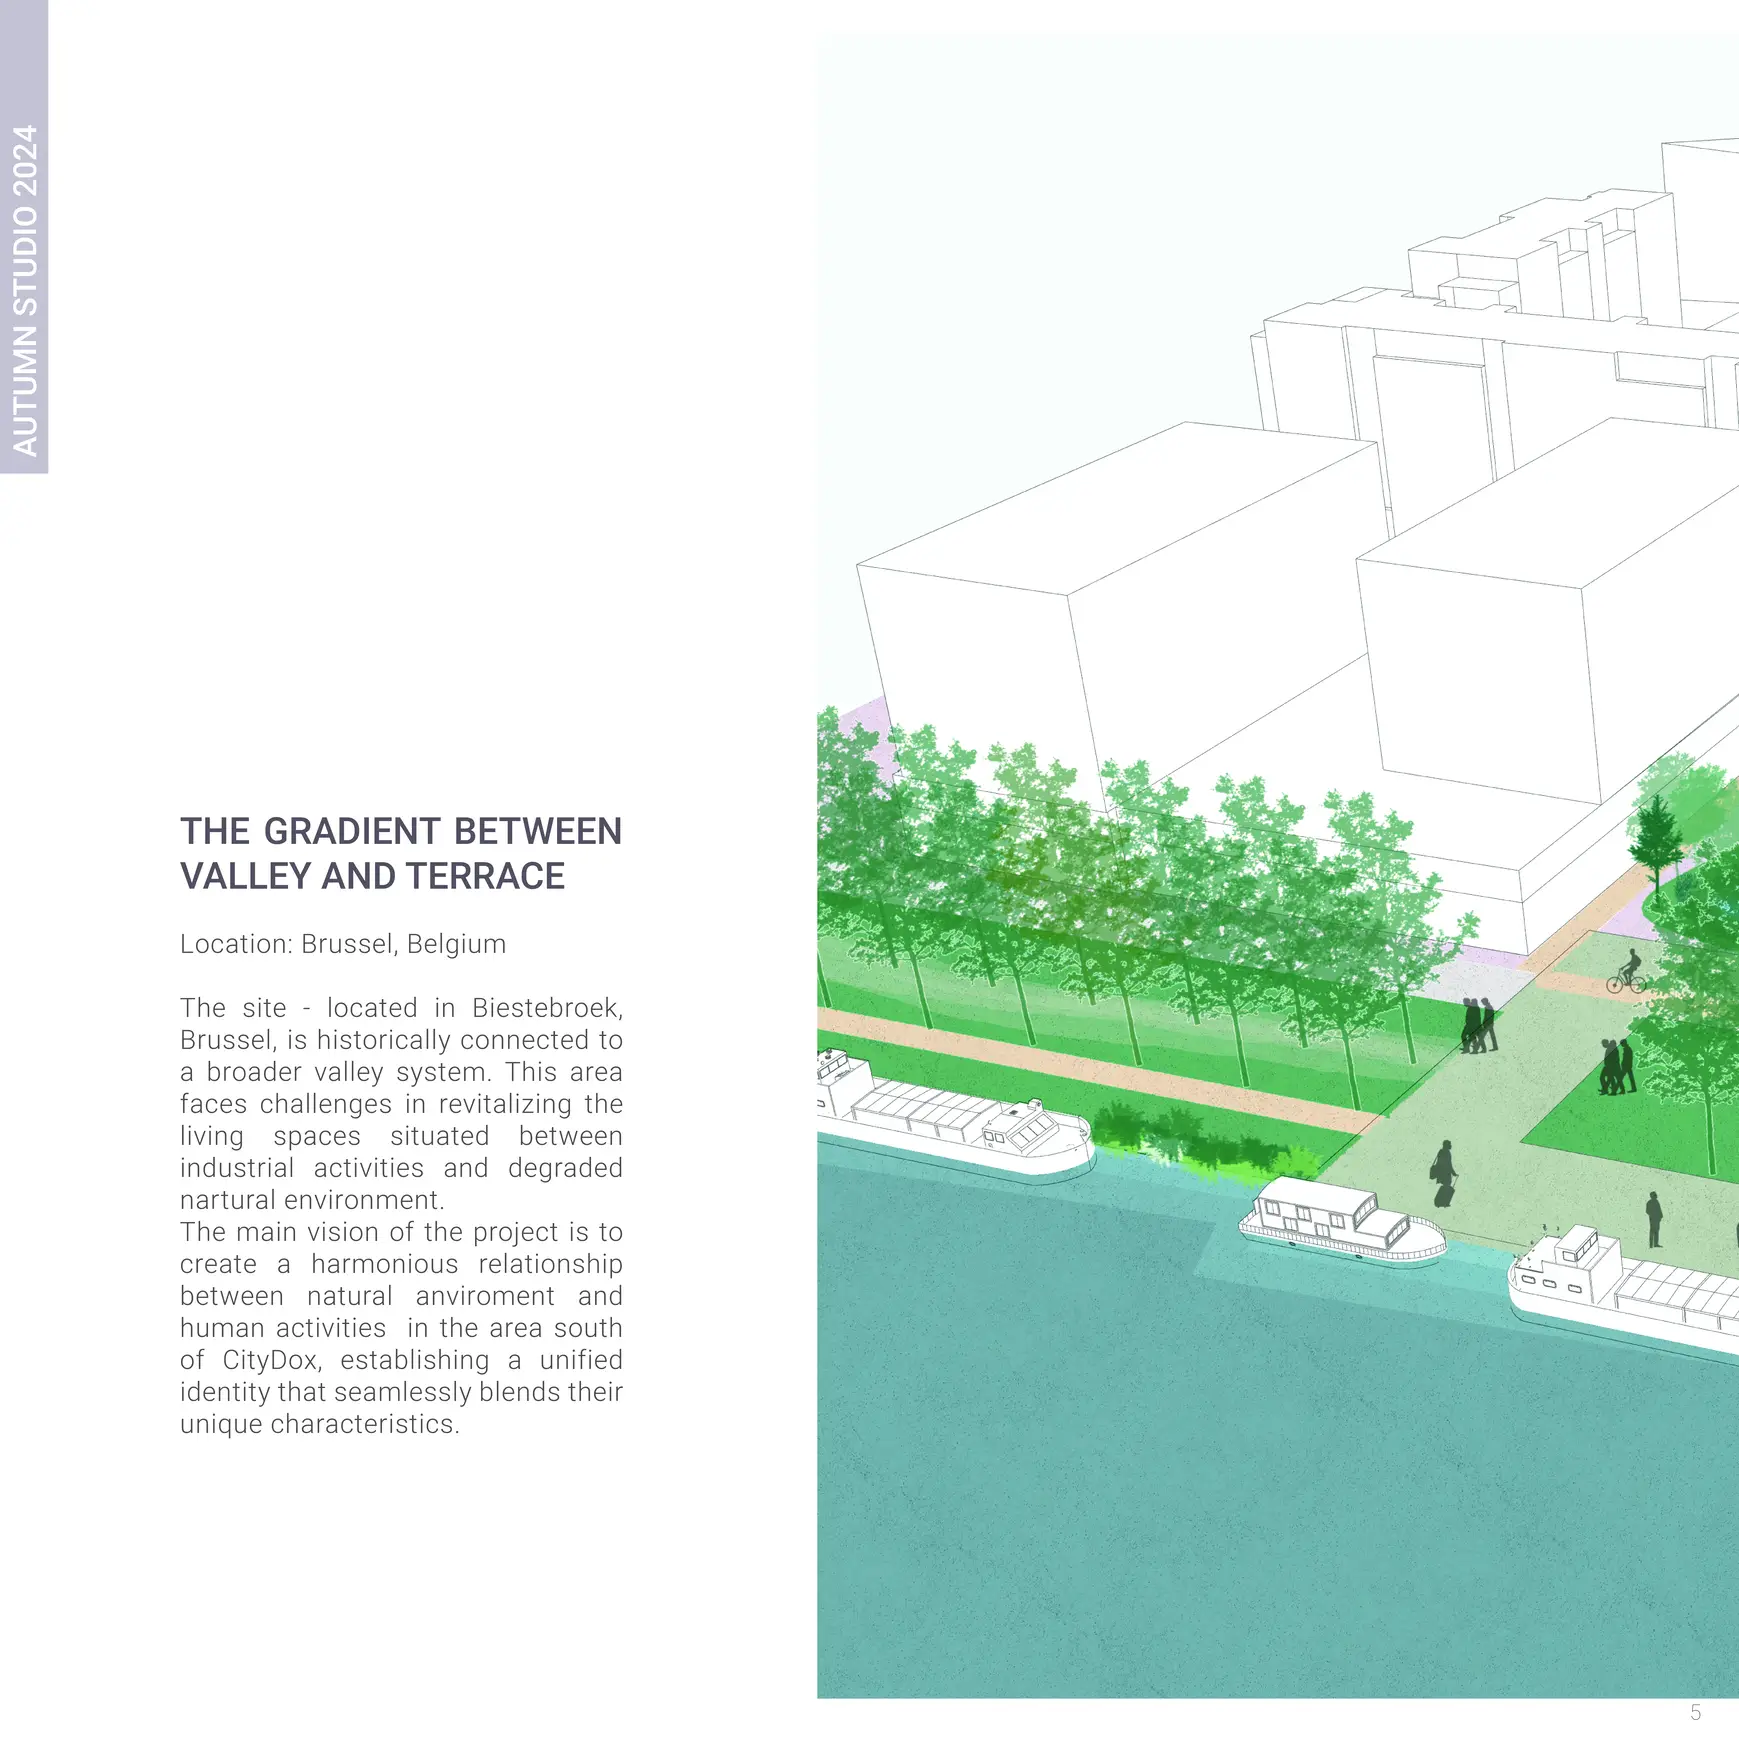 AUTUMN STUDIO 2024
THE GRADIENT BETWEEN
VALLEY AND TERRACE
Location: Brussel, Belgium
The site - located in Biestebroek,
Brussel, is historically connected to
a broader valley system. This area
faces challenges in revitalizing the
living spaces situated between
industrial activities and degraded
nartural environment.
The main vision of the project is to
create a harmonious relationship
between natural anviroment and
human activities  in the area south
of CityDox, establishing a unified
identity that seamlessly blends their
unique characteristics.
5